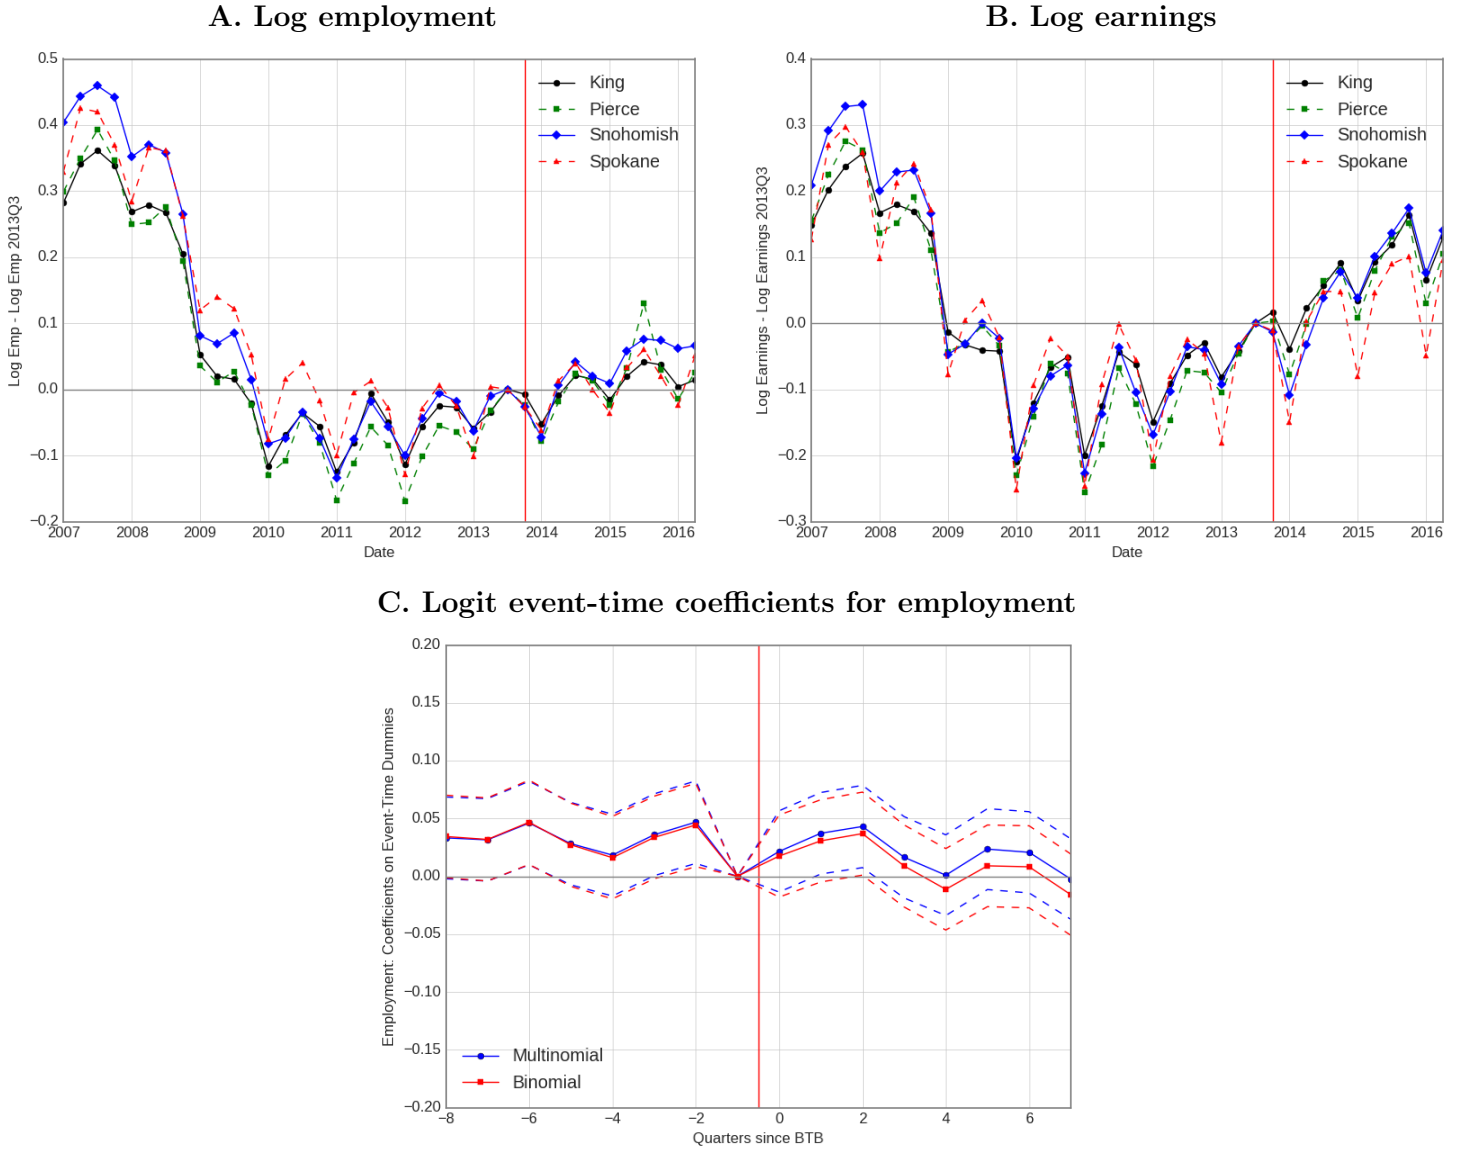 A. Log employment
Log Emp - Log Emp 2013Q3
0.5
0.4
0.3
0.2
0.1
0.0
−0.1
−0.2
King
Pierce
Snohomish
Spokane
2007 2008 2009 2010 2011 2012 2013 2014 2015 2016
Date
B. Log earnings
Log Earnings - Log Earnings 2013Q3
0.4
0.3
0.2
0.1
0.0
−0.1
−0.2
−0.3
King
Pierce
Snohomish
Spokane
2007 2008 2009 2010 2011 2012 2013 2014 2015 2016
Date
C. Logit event-time coefficients for employment
Employment: Coefficients on Event-Time Dummies
0.20
0.15
0.10
0.05
0.00
−0.05
−0.10
−0.15
−0.20
Multinomial
Binomial
−8 −6 −4 −2 0 2 4 6
Quarters since BTB